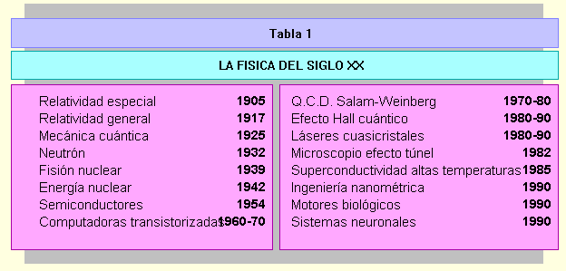 Tabla 1
LA FISICA DEL SIGLO XX
Relatividad especial 1905
Relatividad general 1917
Mecánica cuántica 1925
Neutrón 1932
Fisión nuclear 1939
Energía nuclear 1942
Semiconductores 1954
Computadoras transistorizadas 1960-70
Q.C.D. Salam-Weinberg 1970-80
Efecto Hall cuántico 1980-90
Láseres cuasicristales 1980-90
Microscopio efecto túnel 1982
Superconductividad altas temperaturas 1985
Ingeniería nanométrica 1990
Motores biológicos 1990
Sistemas neuronales 1990